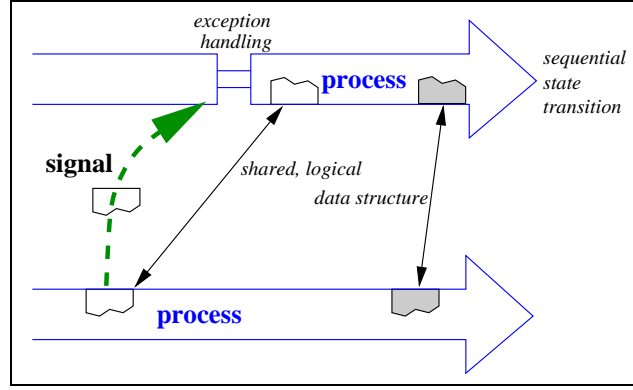 exception
handling
process
sequential
state
transition
signal
shared, logical
data structure
process